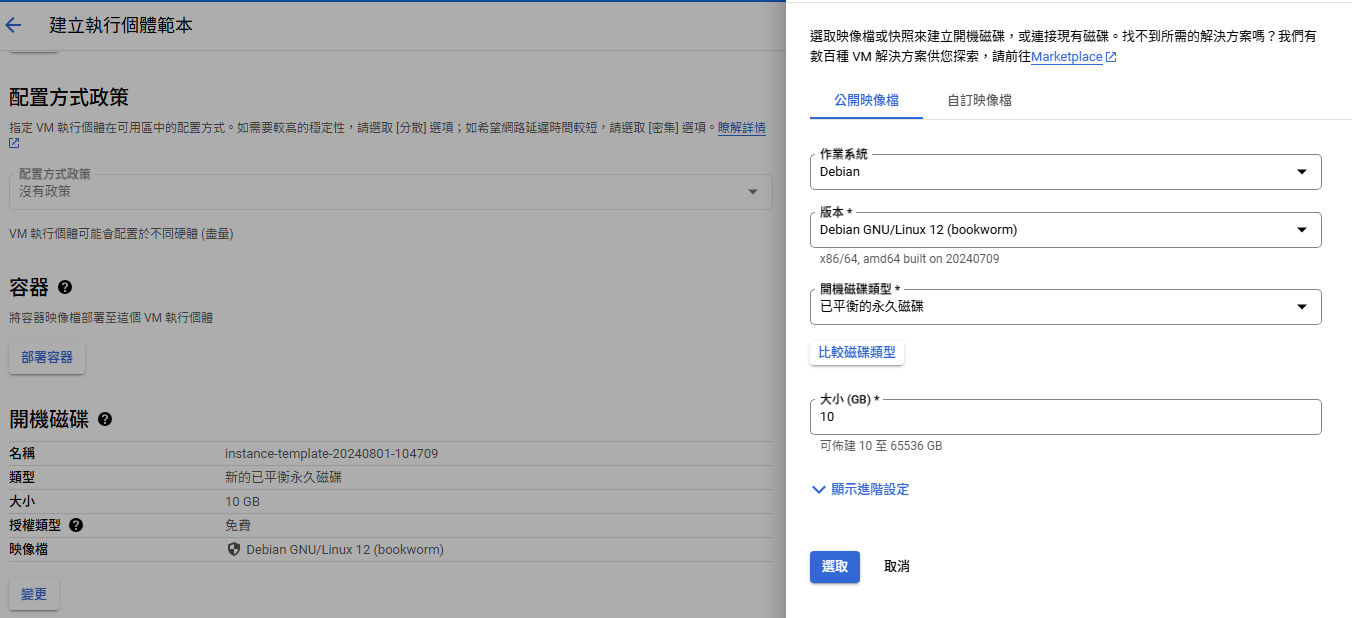 建立執行個體範本
配置方式政策
指定 VM 執行個體在可用區中的配置方式。如需要較高的穩定性，請選取 [分散] 選項；如希望網路延遲時間較短，請選取 [密集] 選項。瞭解詳情
配置方式政策
沒有政策
VM 執行個體可能會配置於不同硬體 (盡量)
容器
將容器映像檔部署至這個 VM 執行個體
部署容器
開機磁碟
名稱 instance-template-20240801-104709
類型 新的已平衡永久磁碟
大小 10 GB
授權類型 免費
映像檔 Debian GNU/Linux 12 (bookworm)
變更
選取映像檔或快照來建立開機磁碟，或連接現有磁碟。找不到所需的解決方案嗎？我們有
數百種 VM 解決方案供您探索，請前往Marketplace
公開映像檔 自訂映像檔
作業系統
Debian
版本 *
Debian GNU/Linux 12 (bookworm)
x86/64, amd64 built on 20240709
開機磁碟類型 *
已平衡的永久磁碟
比較磁碟類型
大小 (GB) *
10
可佈建 10 至 65536 GB
顯示進階設定
選取 取消